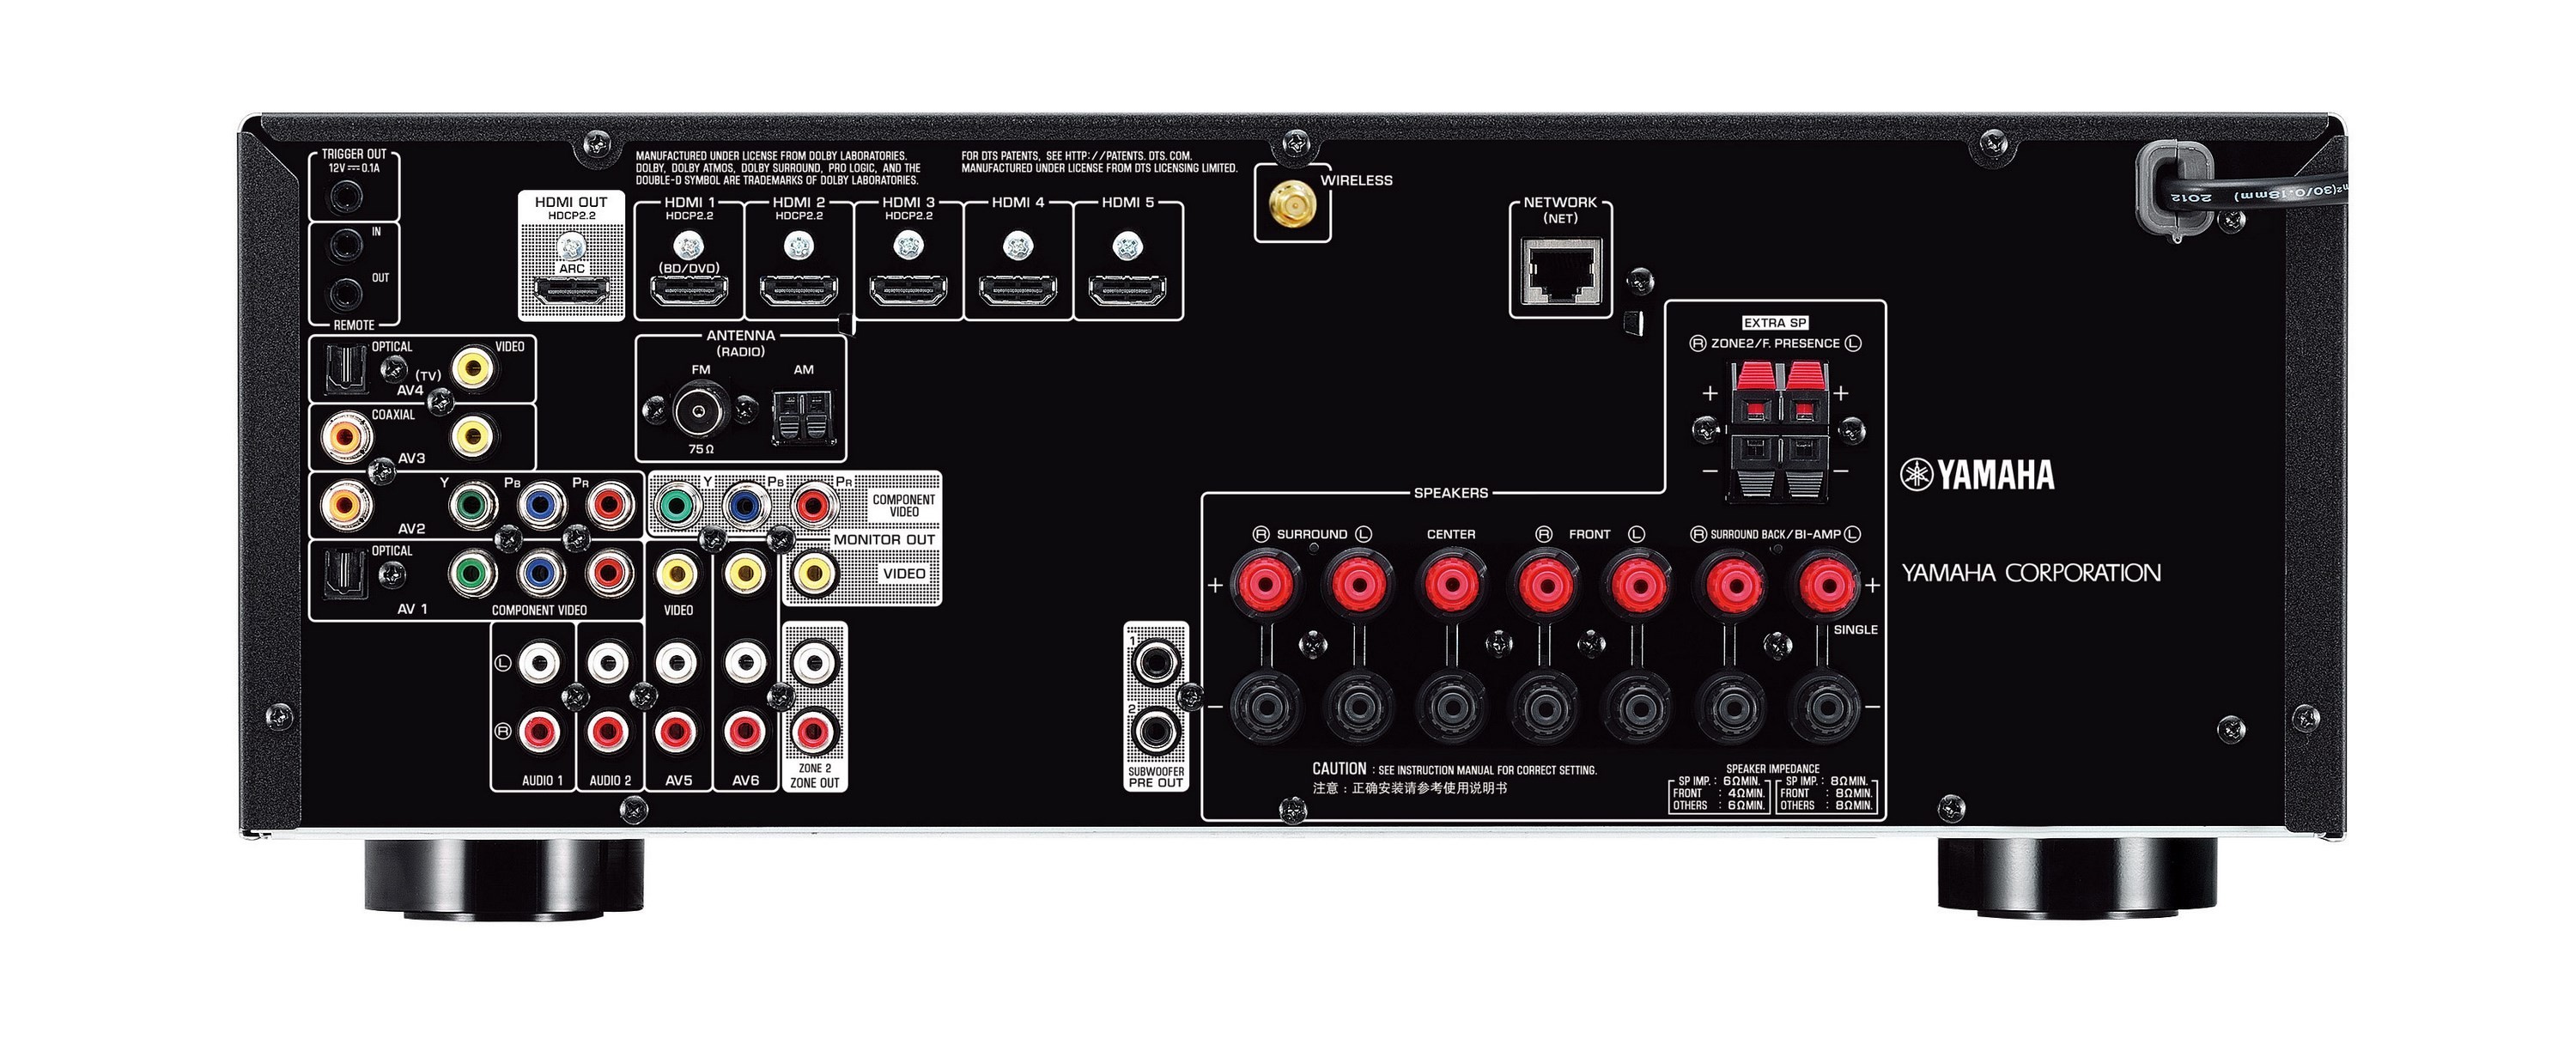 TRIGGER OUT
12V 0.1A
IN
OUT
REMOTE
MANUFACTURED UNDER LICENSE FROM DOLBY LABORATORIES.
DOLBY, DOLBY ATMOS, DOLBY SURROUND, PRO LOGIC, AND THE
DOUBLE-D SYMBOL ARE TRADEMARKS OF DOLBY LABORATORIES.
FOR DTS PATENTS, SEE HTTP://PATENTS.DTS.COM.
MANUFACTURED UNDER LICENSE FROM DTS LICENSING LIMITED.
HDMI OUT
HDCP2.2
ARC
HDMI 1
HDCP2.2
(BD/DVD)
HDMI 2
HDCP2.2
HDMI 3
HDCP2.2
HDMI 4
HDMI 5
WIRELESS
NETWORK
(NET)
2012 (30/0.18mm)
OPTICAL
VIDEO
(TV)
AV4
COAXIAL
AV3
ANTENNA
(RADIO)
FM
AM
75Ω
Y PB PR
AV2
OPTICAL
AV 1
COMPONENT VIDEO
Y PB PR
COMPONENT
VIDEO
MONITOR OUT
VIDEO
VIDEO
L
R
AUDIO 1
AUDIO 2
AV5
AV6
ZONE 2
ZONE OUT
1
2
SUBWOOFER
PRE OUT
EXTRA SP
R ZONE2/F. PRESENCE L
+ +
− −
SPEAKERS
R SURROUND L
CENTER
R FRONT L
R SURROUND BACK/BI-AMP L
+ +
SINGLE
− −
CAUTION : SEE INSTRUCTION MANUAL FOR CORRECT SETTING.
注意 : 正确安装请参考使用说明书
SPEAKER IMPEDANCE
SP IMP. : 6ΩMIN.
FRONT : 4ΩMIN.
OTHERS : 6ΩMIN.
SP IMP. : 8ΩMIN.
FRONT : 8ΩMIN.
OTHERS : 8ΩMIN.
YAMAHA
YAMAHA CORPORATION